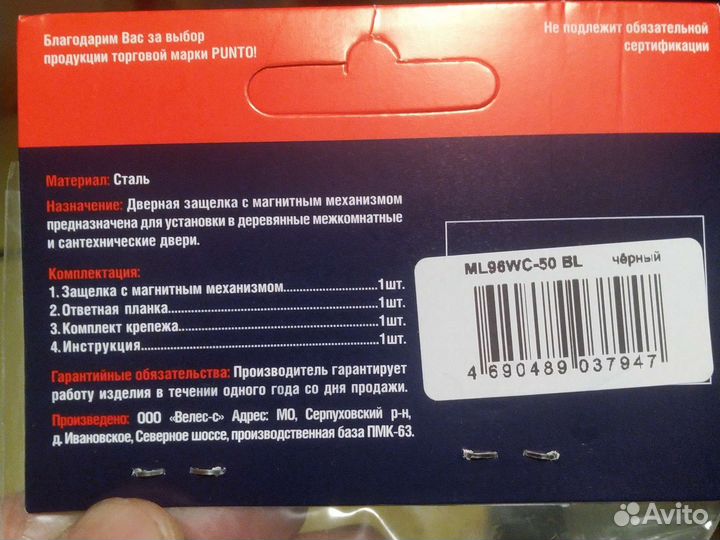 Благодарим Вас за выбор
продукции торговой марки PUNTO!
Не подлежит обязательной
сертификации
Материал: Сталь
Назначение: Дверная защелка с магнитным механизмом
предназначена для установки в деревянные межкомнатные
и сантехнические двери.
Комплектация:
1. Защелка с магнитным механизмом........................1шт.
2. Ответная планка.....................................................1шт.
3. Комплект крепежа..................................................1шт.
4. Инструкция............................................................1шт.
Гарантийные обязательства: Производитель гарантирует
работу изделия в течении одного года со дня продажи.
Произведено: ООО «Велес-с» Адрес: МО, Серпуховский р-н,
д. Ивановское, Северное шоссе, производственная база ПМК-63.
ML96WC-50 BL чёрный
4 690489 037947
Avito